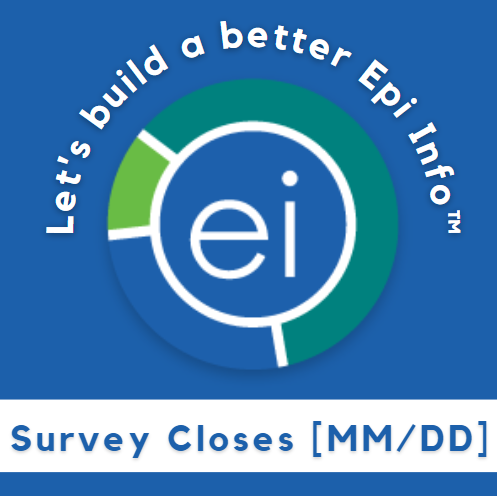 Let's build a better Epi Info™
ei
Survey Closes [MM/DD]